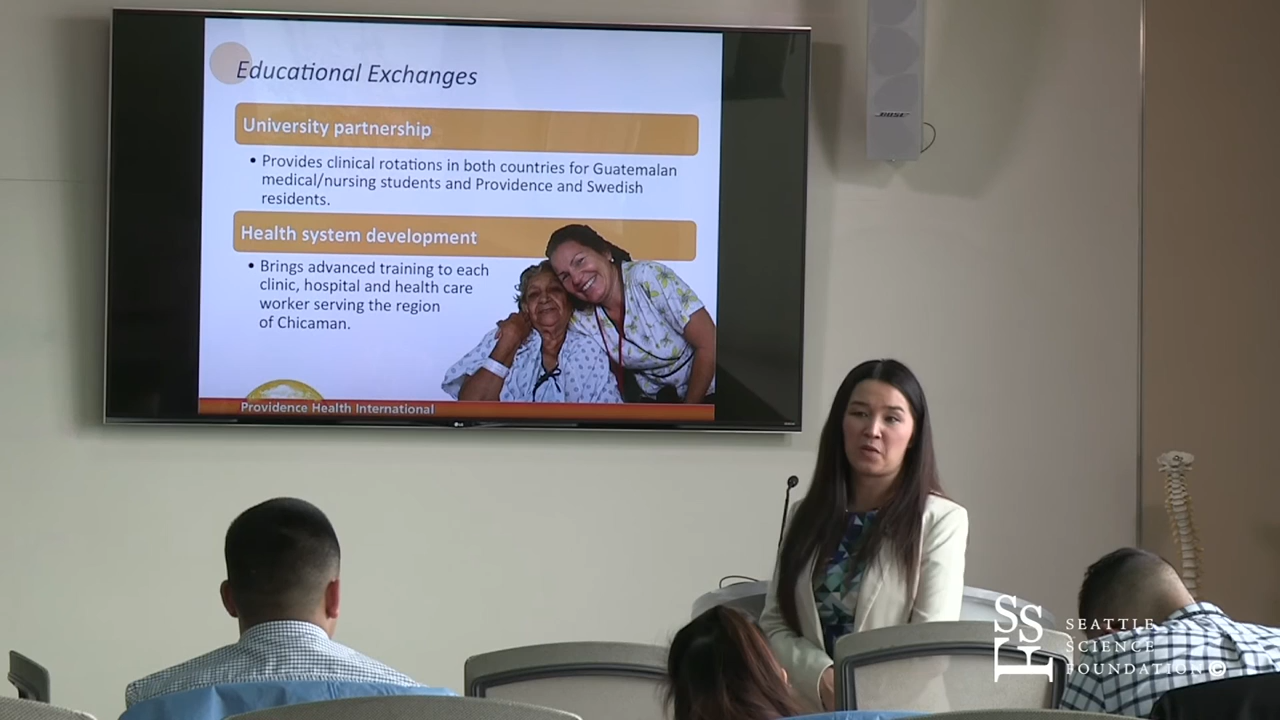 Educational Exchanges
University partnership
• Provides clinical rotations in both countries for Guatemalan
medical/nursing students and Providence and Swedish
residents.
Health system development
• Brings advanced training to each
clinic, hospital and health care
worker serving the region
of Chicaman.
Providence Health International
LG
BOSE
SSF
SEATTLE
SCIENCE
FOUNDATION©